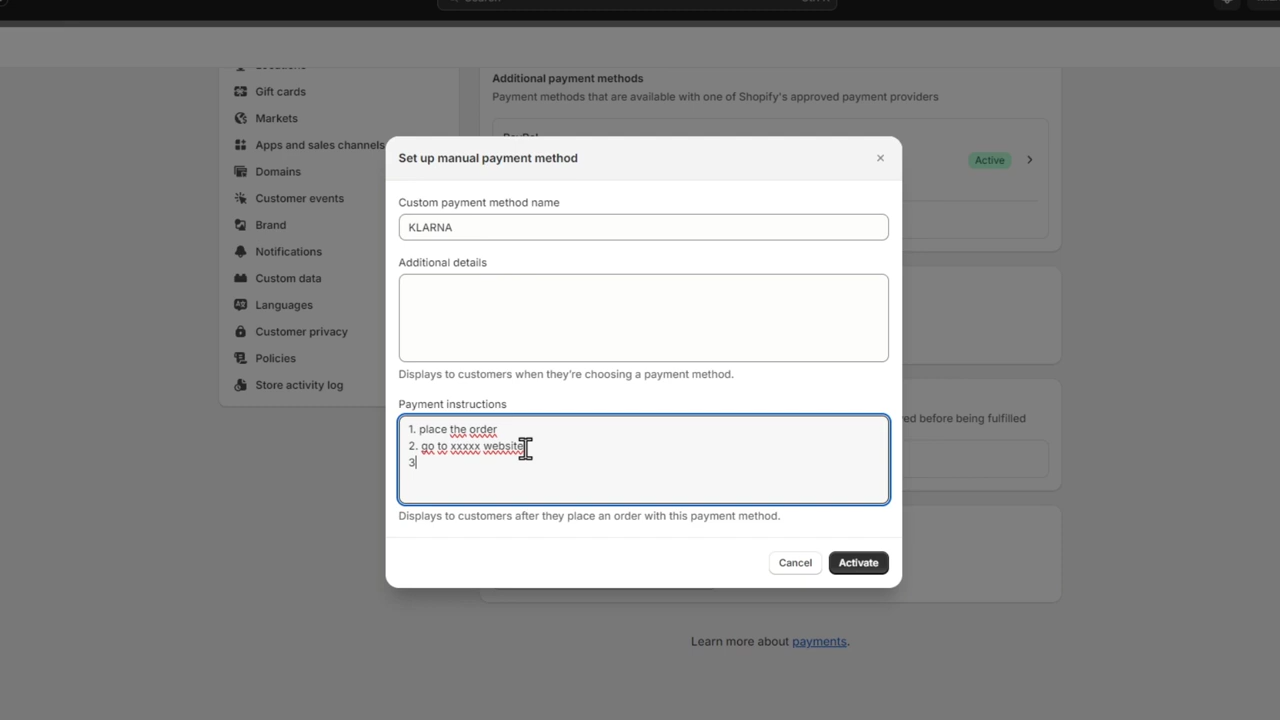 Additional payment methods
Payment methods that are available with one of Shopify's approved payment providers
Gift cards
Markets
Apps and sales channels
Domains
Customer events
Brand
Notifications
Custom data
Languages
Customer privacy
Policies
Store activity log
Active
Set up manual payment method
Custom payment method name
KLARNA
Additional details
Displays to customers when they're choosing a payment method.
Payment instructions
1. place the order
2. go to xxxxx website
3
Displays to customers after they place an order with this payment method.
Cancel
Activate
before being fulfilled
Learn more about payments.